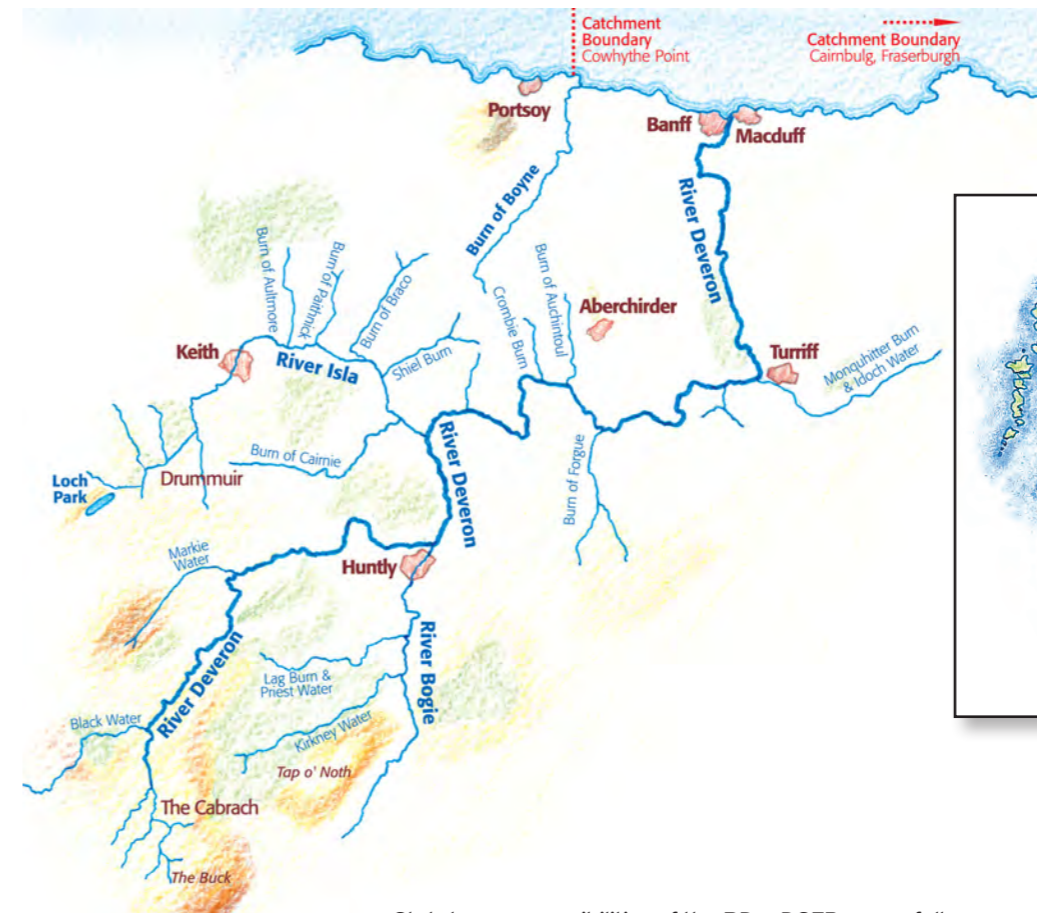 Catchment
Boundary
Cowhythe Point
Catchment Boundary
Cairnbulg, Fraserburgh
Portsoy
Banff
Macduff
Burn of Boyne
River Deveron
Burn of Aultmore
Burn of Paithnick
Burn of Braco
Crombie Burn
Burn of Auchintoul
Aberchirder
Keith
River Isla
Shiel Burn
Turriff
Monquhitter Burn
& Idoch Water
Burn of Cairnie
River Deveron
Burn of Forgue
Loch
Park
Drummuir
Markie
Water
Huntly
River Deveron
River Bogie
Lag Burn &
Priest Water
Black Water
Kirkney Water
Tap o' Noth
The Cabrach
The Buck